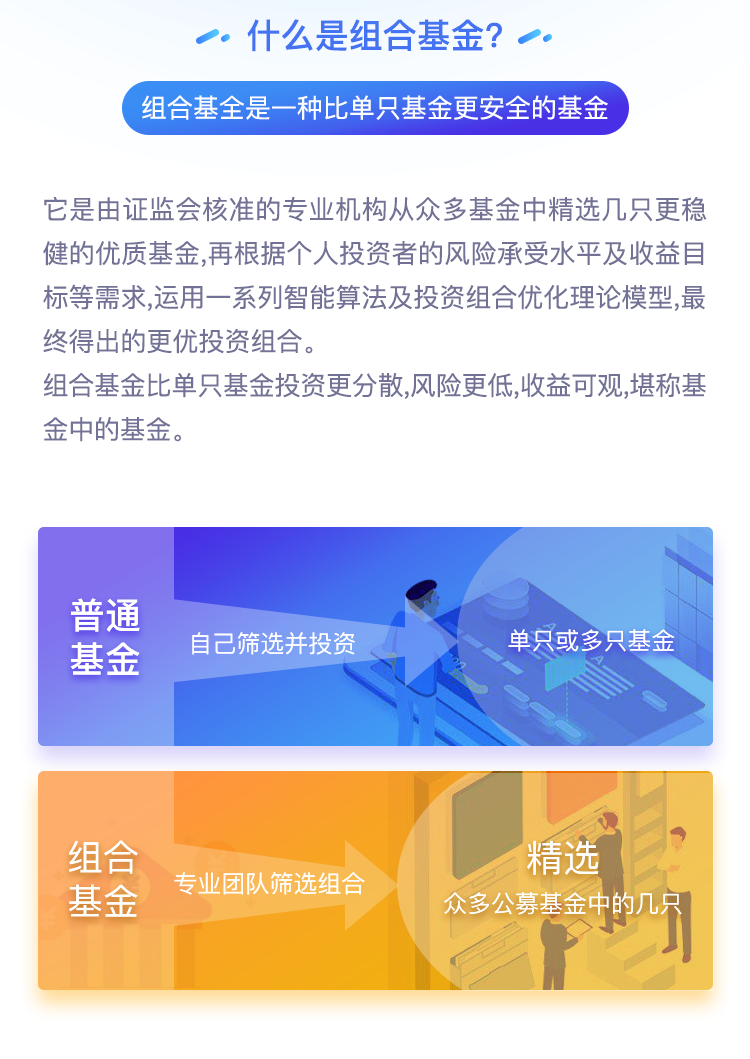 什么是组合基金?
组合基全是一种比单只基金更安全的基金
它是由证监会核准的专业机构从众多基金中精选几只更稳
健的优质基金,再根据个人投资者的风险承受水平及收益目
标等需求,运用一系列智能算法及投资组合优化理论模型,最
终得出的更优投资组合。
组合基金比单只基金投资更分散,风险更低,收益可观,堪称基
金中的基金。
普通
基金
自己筛选并投资
单只或多只基金
组合
基金
专业团队筛选组合
精选
众多公募基金中的几只